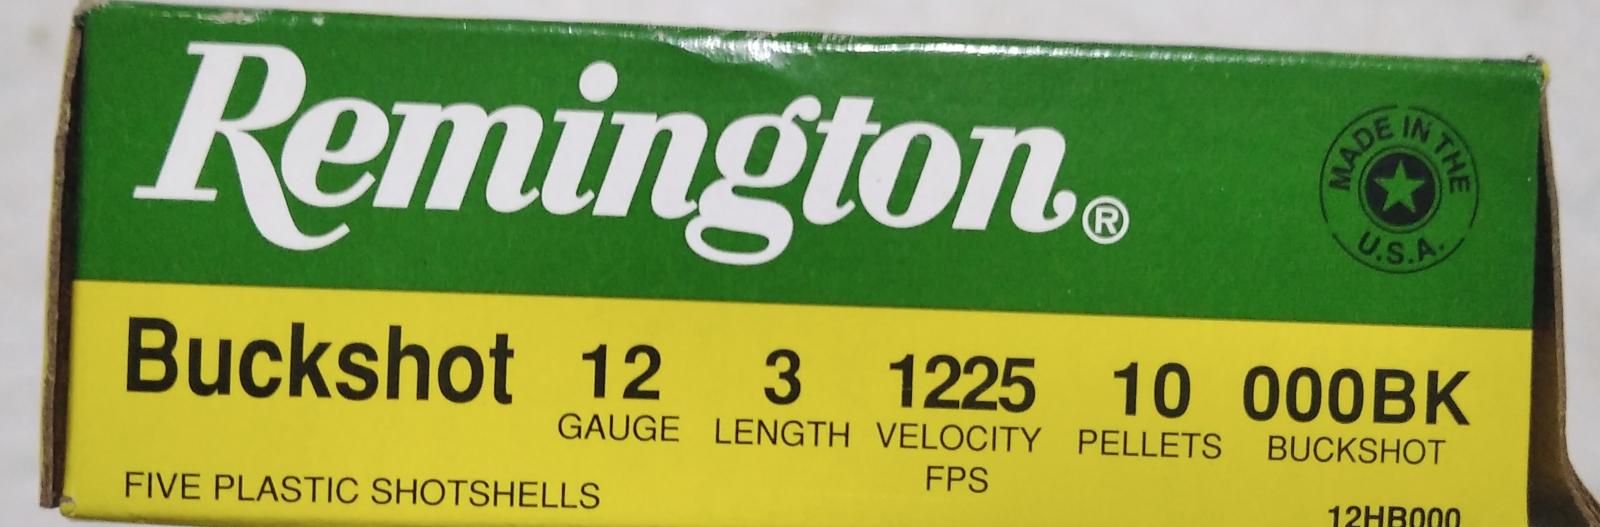 Remington®
MADE IN THE
U.S.A.
Buckshot 12 3 1225 10 000BK
GAUGE LENGTH VELOCITY PELLETS BUCKSHOT
FPS
FIVE PLASTIC SHOTSHELLS
12HB000